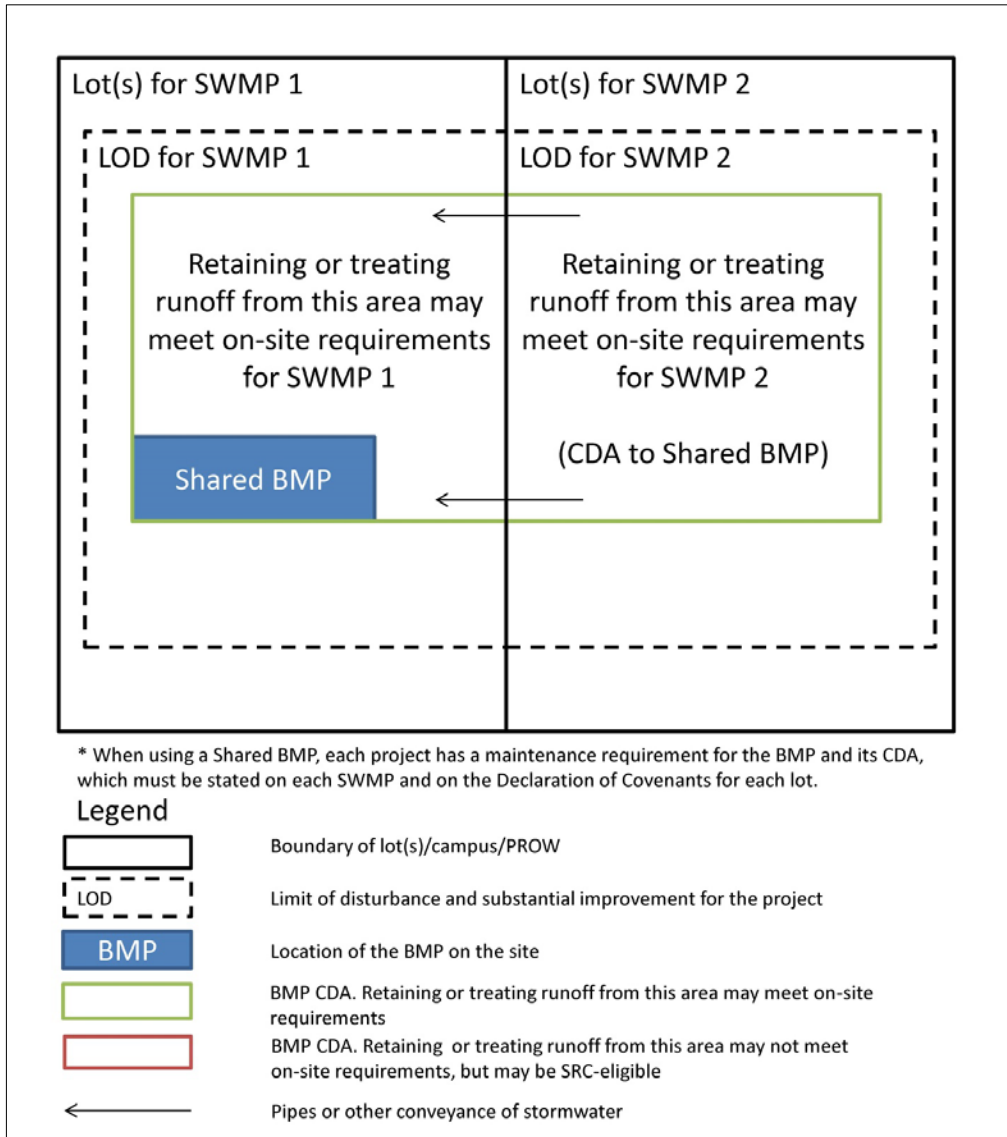 Lot(s) for SWMP 1
Lot(s) for SWMP 2
LOD for SWMP 1
LOD for SWMP 2
Retaining or treating
runoff from this area may
meet on-site requirements
for SWMP 1
Retaining or treating
runoff from this area may
meet on-site requirements
for SWMP 2
(CDA to Shared BMP)
Shared BMP
* When using a Shared BMP, each project has a maintenance requirement for the BMP and its CDA,
which must be stated on each SWMP and on the Declaration of Covenants for each lot.
Legend
Boundary of lot(s)/campus/PROW
LOD
Limit of disturbance and substantial improvement for the project
BMP
Location of the BMP on the site
BMP CDA. Retaining or treating runoff from this area may meet on-site
requirements
BMP CDA. Retaining or treating runoff from this area may not meet
on-site requirements, but may be SRC-eligible
Pipes or other conveyance of stormwater